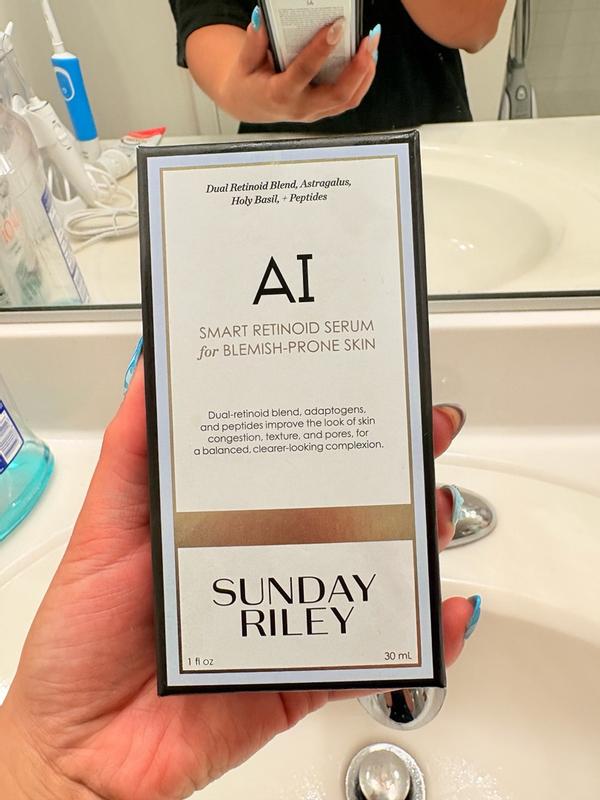 Dual Retinoid Blend, Astragalus,
Holy Basil, + Peptides
AI
SMART RETINOID SERUM
for BLEMISH-PRONE SKIN
Dual-retinoid blend, adaptogens,
and peptides improve the look of skin
congestion, texture, and pores, for
a balanced, clearer-looking complexion.
SUNDAY
RILEY
1 fl oz
30 mL